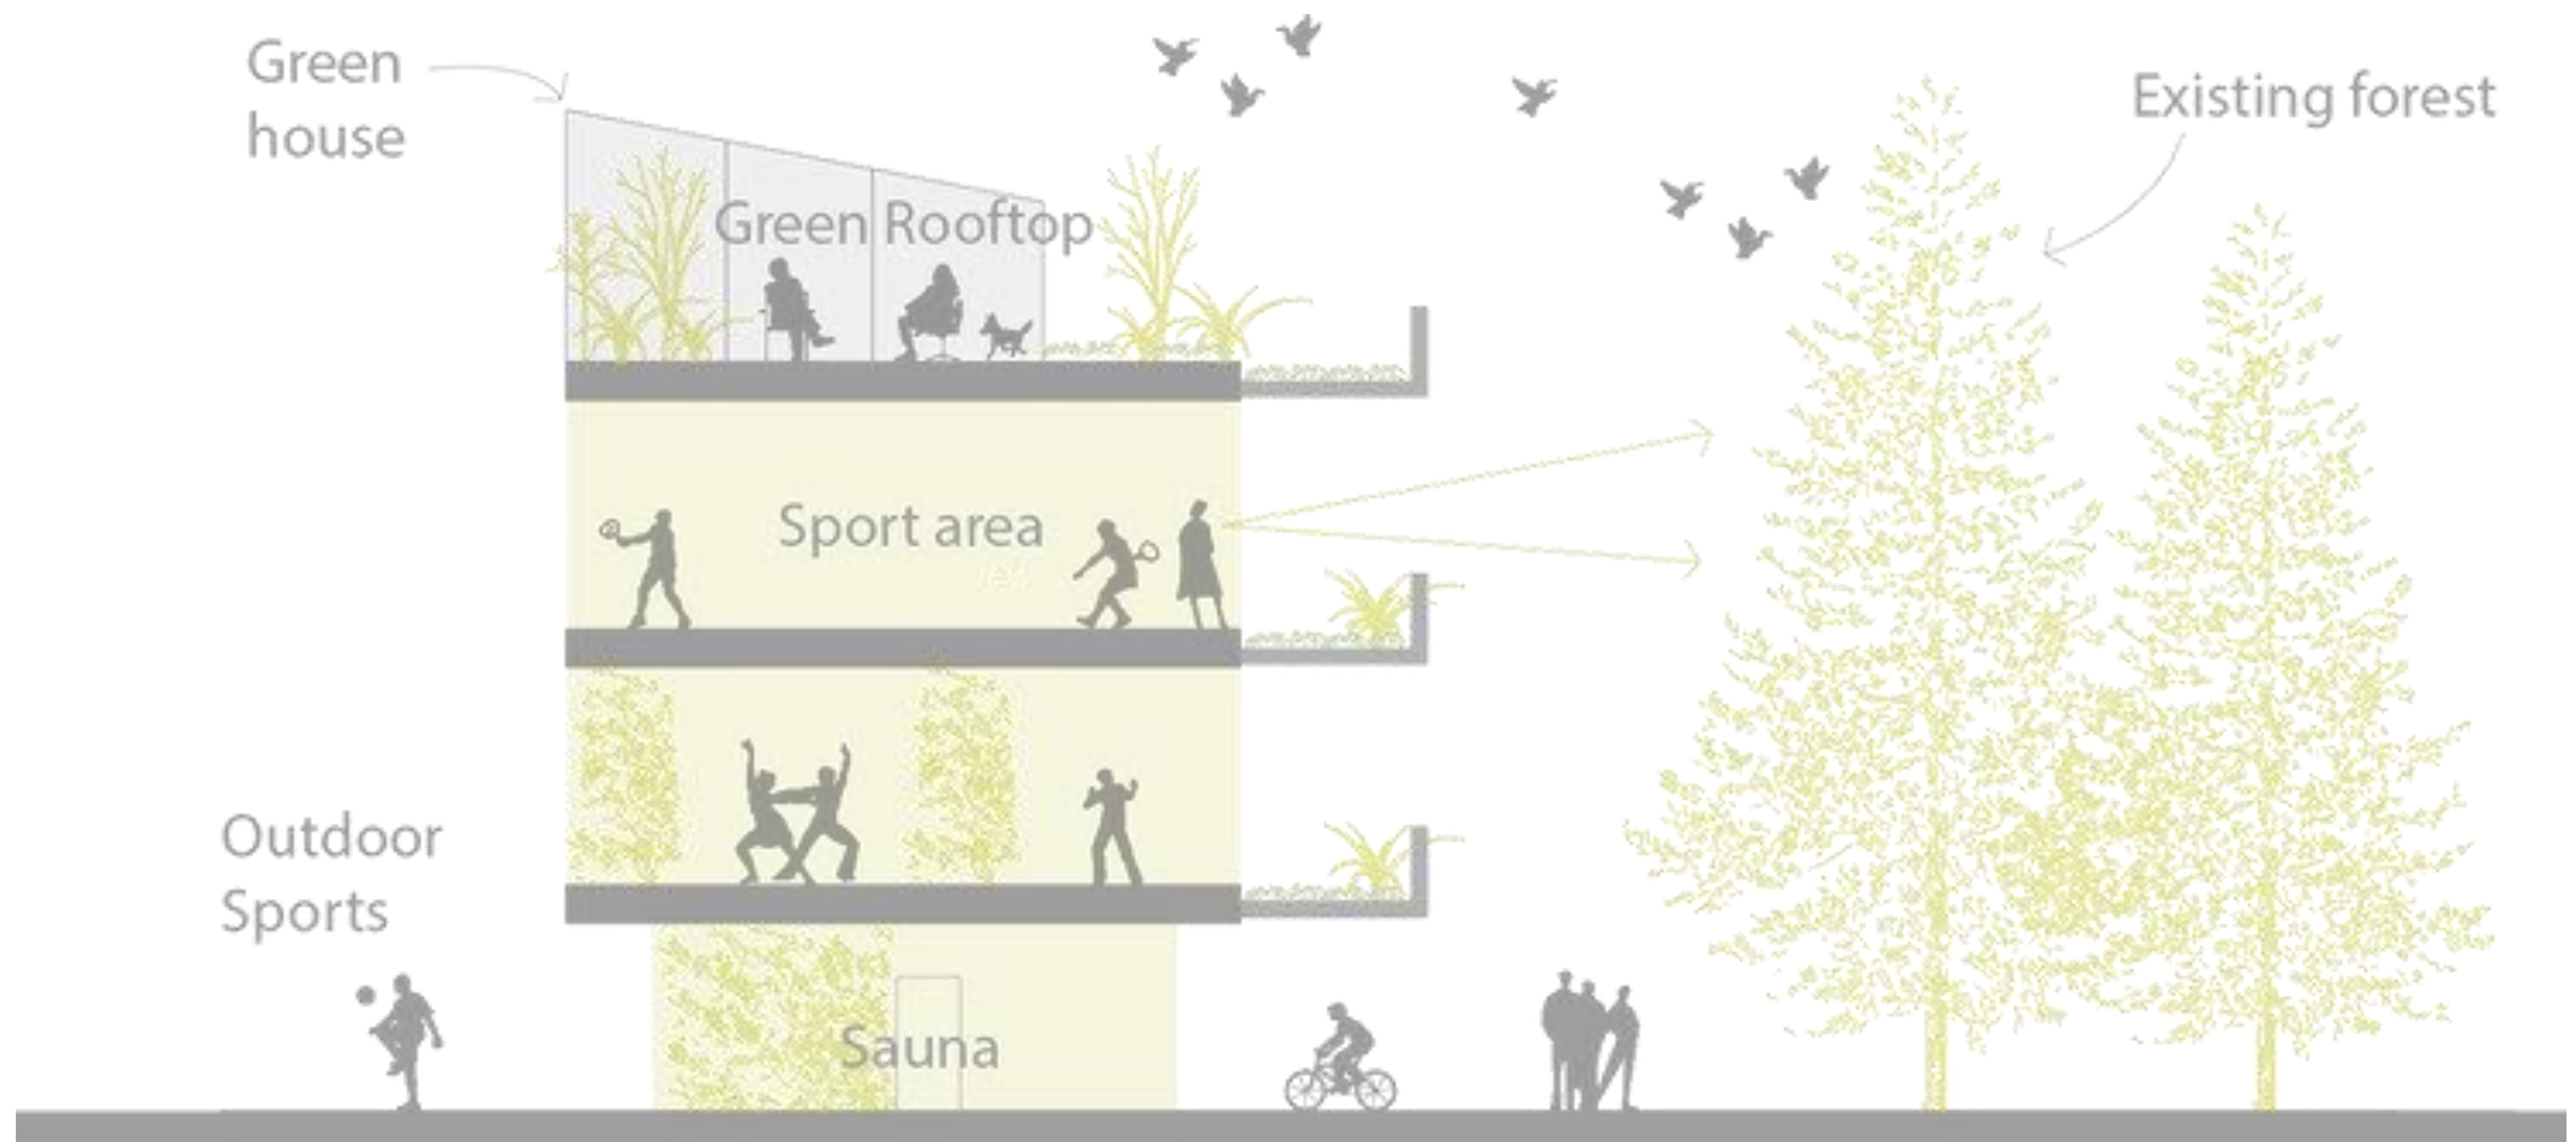 Green
house
Existing forest
Green Rooftop
Sport area
Outdoor
Sports
Sauna